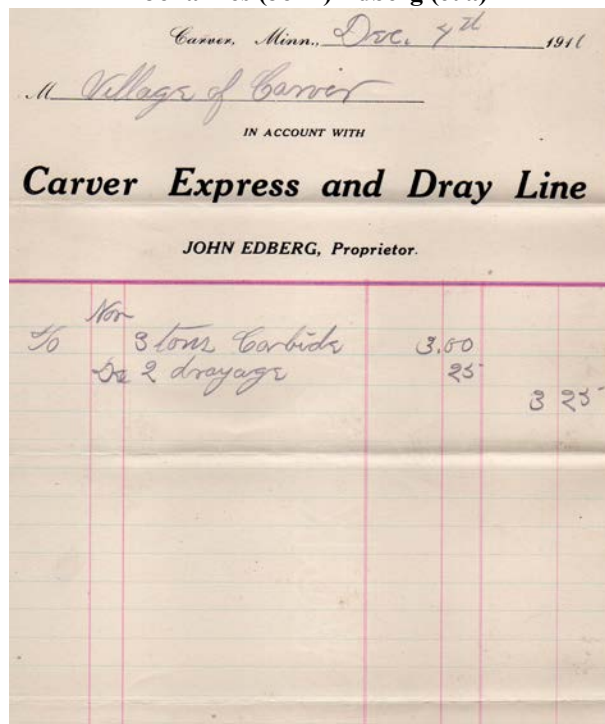 Carver, Minn., Dec. 7th 1911
M Village of Carver
IN ACCOUNT WITH
Carver Express and Dray Line
JOHN EDBERG, Proprietor.
Nov
To 3 tons Carbide 3.00
De 2 drayage 25
3 25